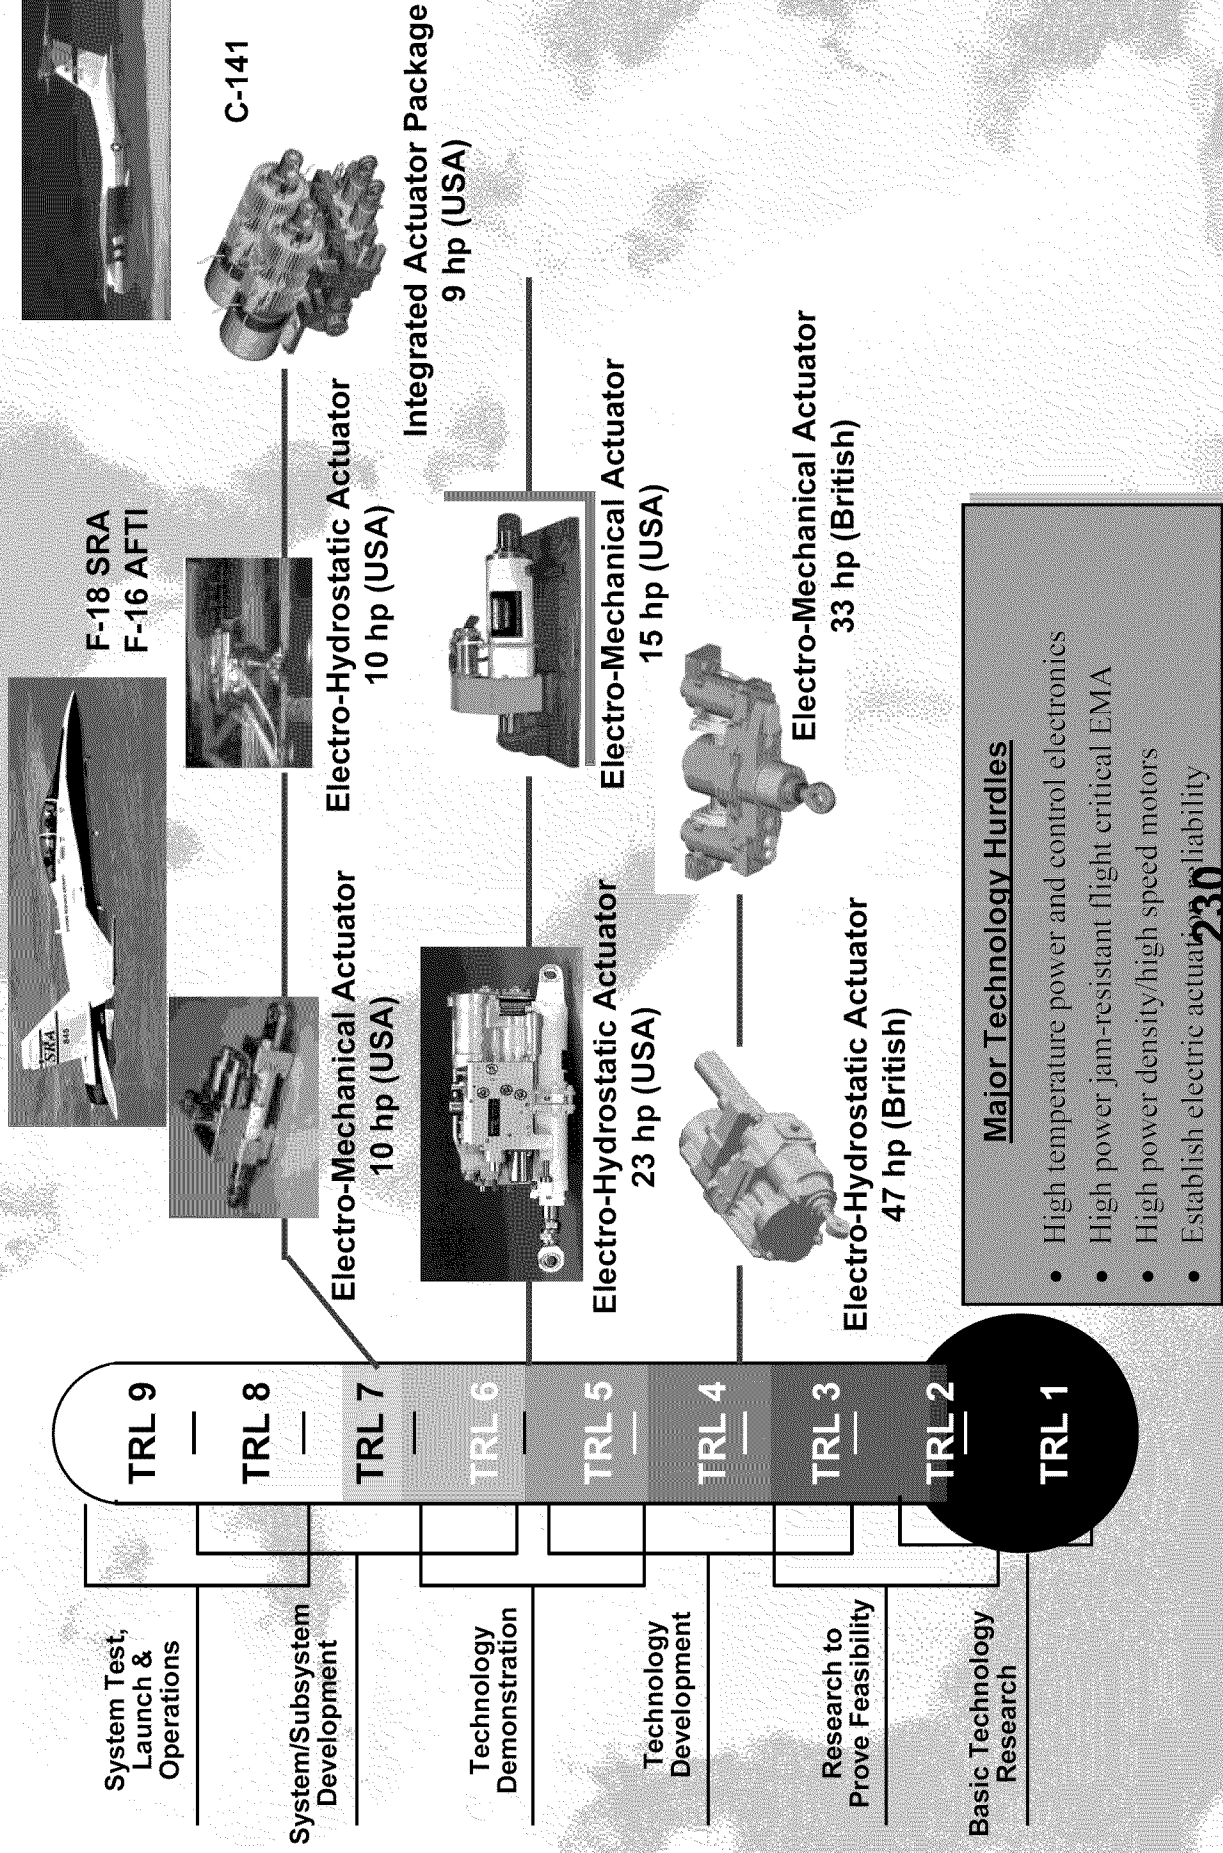 System Test,
Launch &
Operations
System/Subsystem
Development
Technology
Demonstration
Technology
Development
Research to
Prove Feasibility
Basic Technology
Research
TRL 9
TRL 8
TRL 7
TRL 6
TRL 5
TRL 4
TRL 3
TRL 2
TRL 1
SRA
845
F-18 SRA
F-16 AFTI
C-141
Electro-Mechanical Actuator
10 hp (USA)
Electro-Hydrostatic Actuator
10 hp (USA)
Integrated Actuator Package
9 hp (USA)
Electro-Hydrostatic Actuator
23 hp (USA)
Electro-Mechanical Actuator
15 hp (USA)
Electro-Hydrostatic Actuator
47 hp (British)
Electro-Mechanical Actuator
33 hp (British)
Major Technology Hurdles
• High temperature power and control electronics
• High power jam-resistant flight critical EMA
• High power density/high speed motors
• Establish electric actuation reliability
230